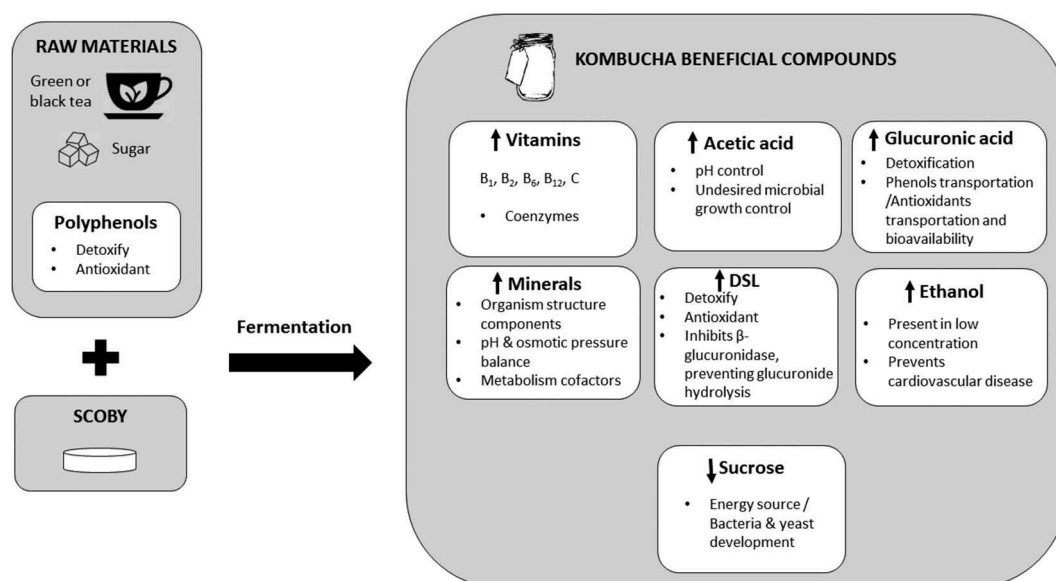 RAW MATERIALS
Green or
black tea
Sugar
Polyphenols
• Detoxify
• Antioxidant
SCOBY
Fermentation
KOMBUCHA BENEFICIAL COMPOUNDS
Vitamins
B₁, B₂, B₆, B₁₂, C
• Coenzymes
Acetic acid
• pH control
• Undesired microbial
growth control
Glucuronic acid
• Detoxification
• Phenols transportation
/Antioxidants
transportation and
bioavailability
Minerals
• Organism structure
components
• pH & osmotic pressure
balance
• Metabolism cofactors
DSL
• Detoxify
• Antioxidant
• Inhibits β-
glucuronidase,
preventing glucuronide
hydrolysis
Ethanol
• Present in low
concentration
• Prevents
cardiovascular disease
Sucrose
• Energy source /
Bacteria & yeast
development